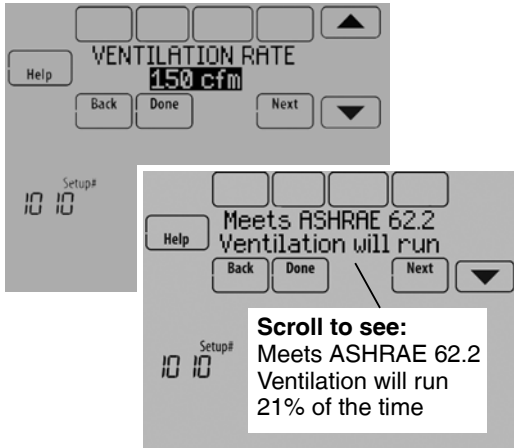 VENTILATION RATE
150 cfm
Help
Back Done Next
Setup#
10 10
Meets ASHRAE 62.2
Ventilation will run
Help
Back Done Next
Setup#
10 10
Scroll to see:
Meets ASHRAE 62.2
Ventilation will run
21% of the time